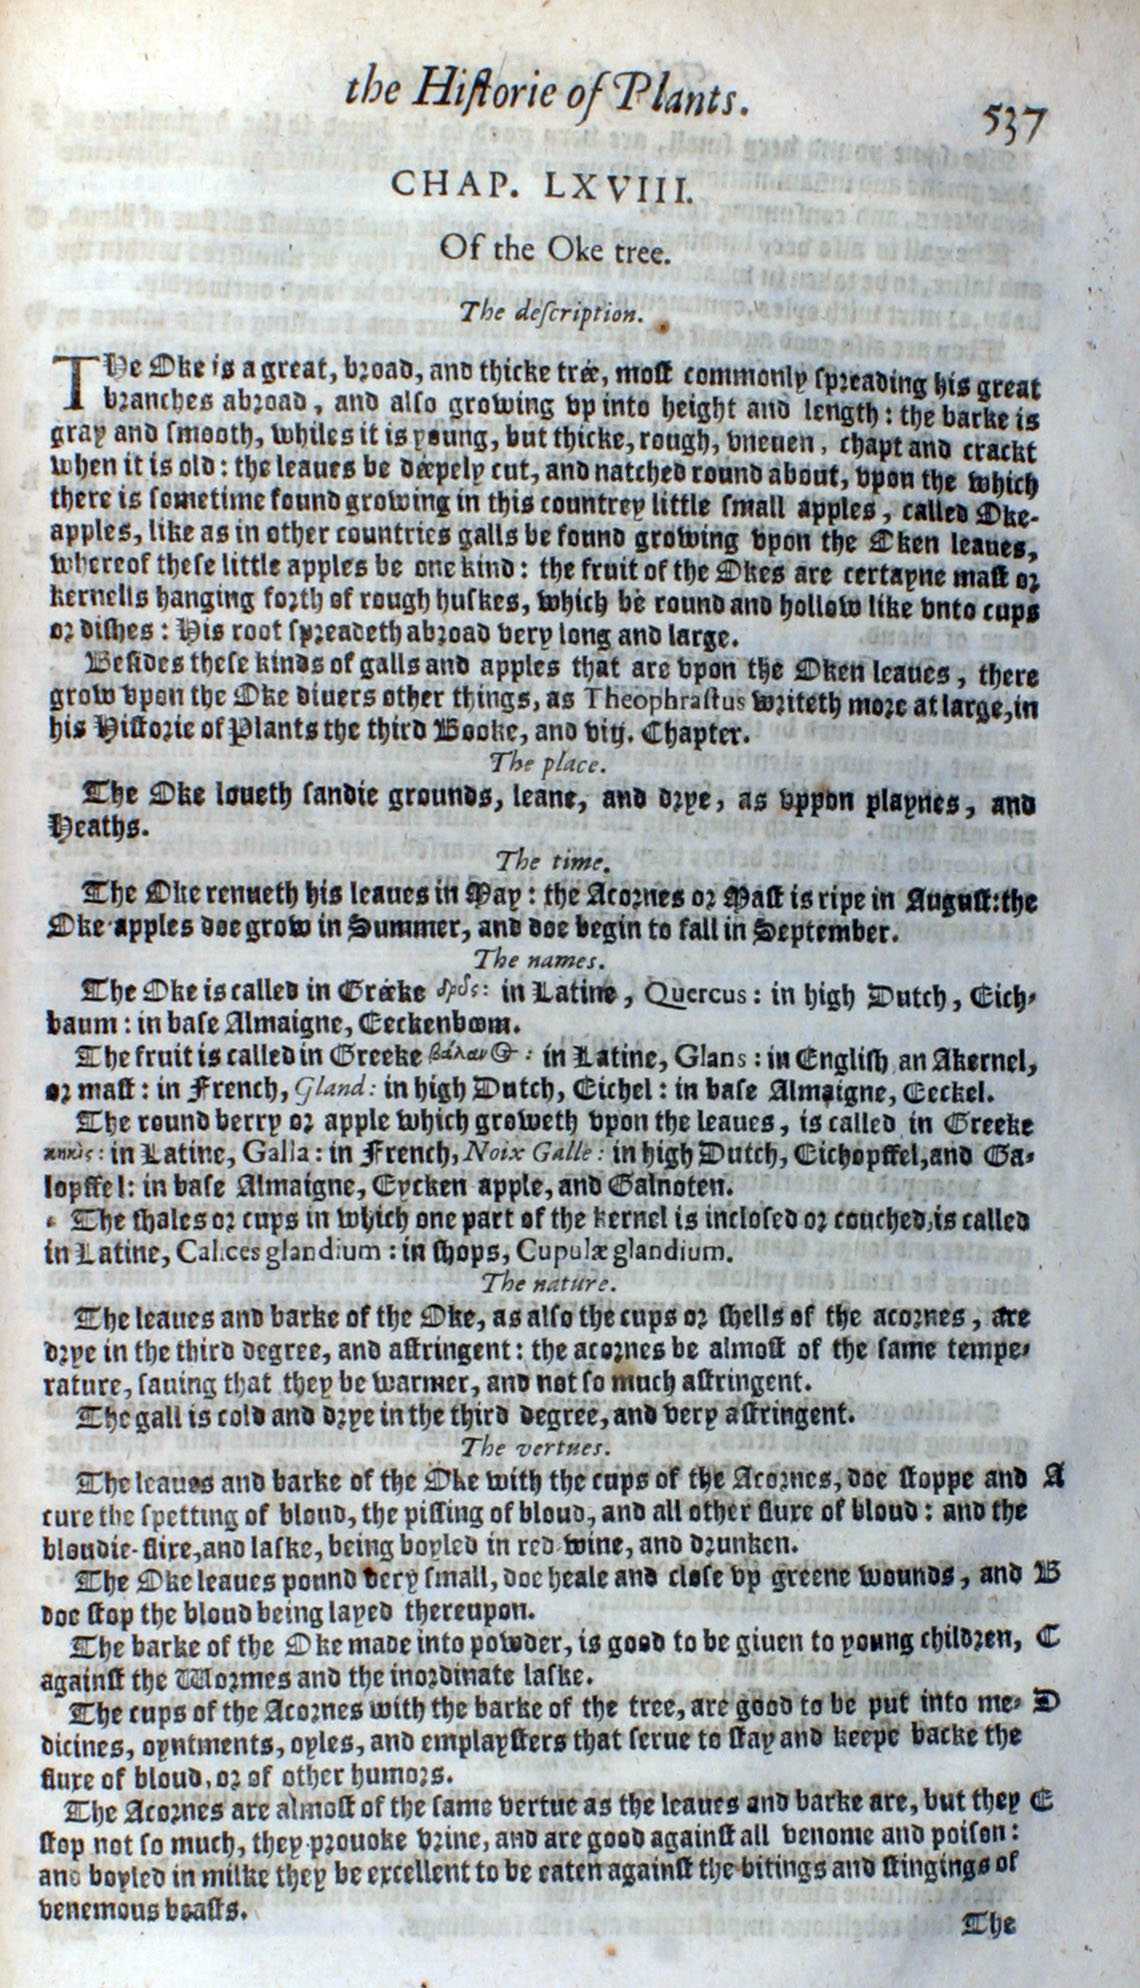 the Hiſtorie of Plants.
537
CHAP. LXVIII.
Of the Oke tree.
The deſcription.
THe Oke is a great, broad, and thicke trée, moſt commonly ſpreading his great
branches abroad, and alſo growing vp into height and length: the barke is
gray and ſmooth, whiles it is young, but thicke, rough, vneuen, chapt and crackt
when it is old: the leaues be déepely cut, and natched round about, vpon the which
there is ſometime found growing in this countrey little ſmall apples, called Oke-
apples, like as in other countries galls be found growing vpon the Oken leaues,
whereof theſe little apples be one kind: the fruit of the Okes are certayne maſt or
kernells hanging forth of rough huſkes, which be round and hollow like vnto cups
or diſhes: His root ſpreadeth abroad very long and large.
Beſides theſe kinds of galls and apples that are vpon the Oken leaues, there
grow vpon the Oke diuers other things, as Theophraſtus writeth more at large, in
his Hiſtorie of Plants the third Booke, and viij. Chapter.
The place.
The Oke loueth ſandie grounds, leane, and drye, as vppon playnes, and
Heaths.
The time.
The Oke renueth his leaues in May: the Acornes or Maſt is ripe in Auguſt: the
Oke apples doe grow in Summer, and doe begin to fall in September.
The names.
The Oke is called in Gréeke δρῦς: in Latine, Quercus: in high Dutch, Eich-
baum: in baſe Almaigne, Eeckenboom.
The fruit is called in Greeke βάλανος: in Latine, Glans: in Engliſh an Akernel,
or maſt: in French, Gland: in high Dutch, Eichel: in baſe Almaigne, Eeckel.
The round berry or apple which groweth vpon the leaues, is called in Greeke
κηκὶς: in Latine, Galla: in French, Noix Galle: in high Dutch, Eichopffel, and Ga-
lopffel: in baſe Almaigne, Eycken apple, and Galnoten.
The ſhales or cups in which one part of the kernel is incloſed or couched, is called
in Latine, Calices glandium: in ſhops, Cupulæ glandium.
The nature.
The leaues and barke of the Oke, as alſo the cups or ſhells of the acornes, are
drye in the third degree, and aſtringent: the acornes be almoſt of the ſame tempe-
rature, ſauing that they be warmer, and not ſo much aſtringent.
The gall is cold and drye in the third degree, and very aſtringent.
The vertues.
The leaues and barke of the Oke with the cups of the Acornes, doe ſtoppe and A
cure the ſpetting of bloud, the piſſing of bloud, and all other fluxe of bloud: and the
bloudie-flixe, and laſke, being boyled in red wine, and drunken.
The Oke leaues pound very ſmall, doe heale and cloſe vp greene wounds, and B
doe ſtop the bloud being layed thereupon.
The barke of the Oke made into powder, is good to be giuen to young children, C
againſt the Wormes and the inordinate laſke.
The cups of the Acornes with the barke of the tree, are good to be put into me- D
dicines, oyntments, oyles, and emplayſters that ſerue to ſtay and keepe backe the
fluxe of bloud, or of other humors.
The Acornes are almoſt of the ſame vertue as the leaues and barke are, but they E
ſtop not ſo much, they prouoke vrine, and are good againſt all venome and poiſon:
and boyled in milke they be excellent to be eaten againſt the bitings and ſtingings of
venemous beaſts.
The